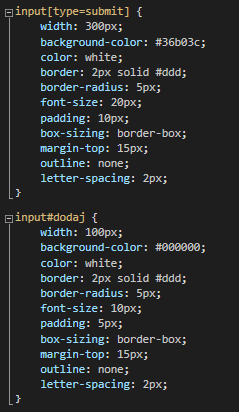 input[type=submit] {
width: 300px;
background-color: #36b03c;
color: white;
border: 2px solid #ddd;
border-radius: 5px;
font-size: 20px;
padding: 10px;
box-sizing: border-box;
margin-top: 15px;
outline: none;
letter-spacing: 2px;
}
input#dodaj {
width: 100px;
background-color: #000000;
color: white;
border: 2px solid #ddd;
border-radius: 5px;
font-size: 10px;
padding: 5px;
box-sizing: border-box;
margin-top: 15px;
outline: none;
letter-spacing: 2px;
}